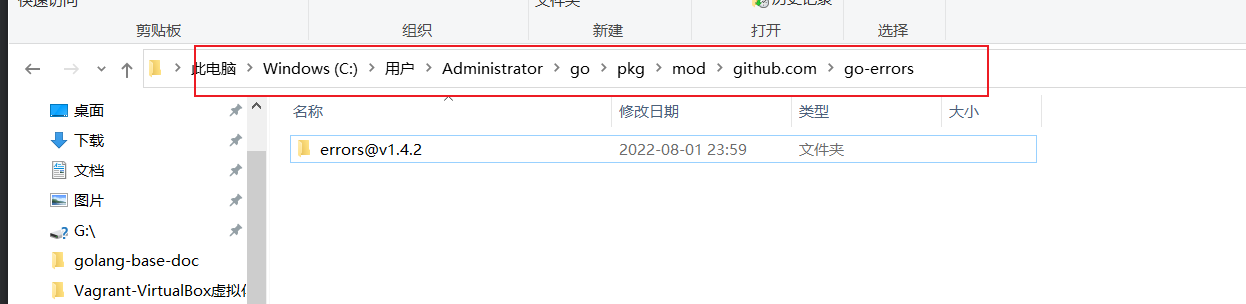 快速访问 文件夹 历史记录
剪贴板 组织 新建 打开 选择
此电脑 Windows (C:) 用户 Administrator go pkg mod github.com go-errors
名称 修改日期 类型 大小
桌面
errors@v1.4.2 2022-08-01 23:59 文件夹
下载
文档
图片
G:\
golang-base-doc
Vagrant-VirtualBox虚拟化